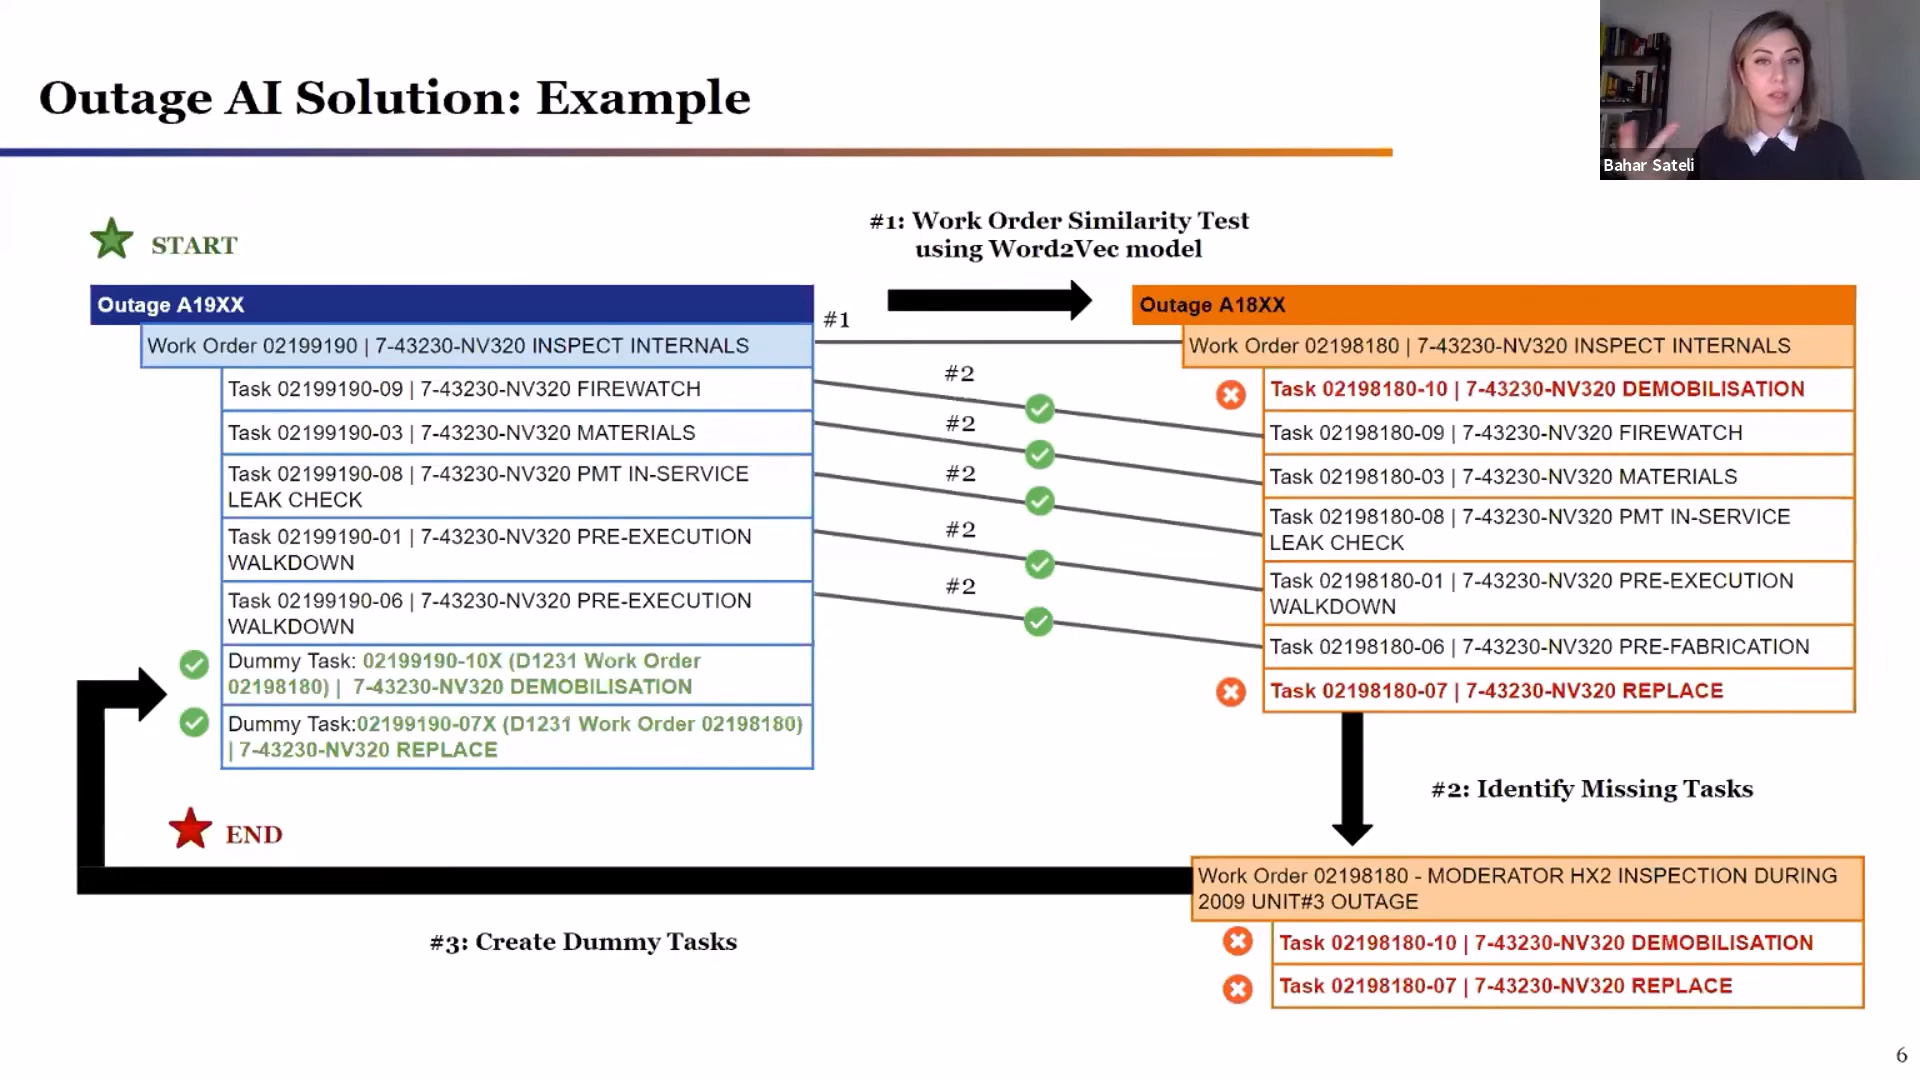 Outage AI Solution: Example
Bahar Sateli
START
#1: Work Order Similarity Test
using Word2Vec model
Outage A19XX
#1
Work Order 02199190 | 7-43230-NV320 INSPECT INTERNALS
Task 02199190-09 | 7-43230-NV320 FIREWATCH
Task 02199190-03 | 7-43230-NV320 MATERIALS
Task 02199190-08 | 7-43230-NV320 PMT IN-SERVICE
LEAK CHECK
Task 02199190-01 | 7-43230-NV320 PRE-EXECUTION
WALKDOWN
Task 02199190-06 | 7-43230-NV320 PRE-EXECUTION
WALKDOWN
Dummy Task: 02199190-10X (D1231 Work Order
02198180) | 7-43230-NV320 DEMOBILISATION
Dummy Task:02199190-07X (D1231 Work Order 02198180)
| 7-43230-NV320 REPLACE
#2
#2
#2
#2
#2
Outage A18XX
Work Order 02198180 | 7-43230-NV320 INSPECT INTERNALS
Task 02198180-10 | 7-43230-NV320 DEMOBILISATION
Task 02198180-09 | 7-43230-NV320 FIREWATCH
Task 02198180-03 | 7-43230-NV320 MATERIALS
Task 02198180-08 | 7-43230-NV320 PMT IN-SERVICE
LEAK CHECK
Task 02198180-01 | 7-43230-NV320 PRE-EXECUTION
WALKDOWN
Task 02198180-06 | 7-43230-NV320 PRE-FABRICATION
Task 02198180-07 | 7-43230-NV320 REPLACE
#2: Identify Missing Tasks
Work Order 02198180 - MODERATOR HX2 INSPECTION DURING
2009 UNIT#3 OUTAGE
Task 02198180-10 | 7-43230-NV320 DEMOBILISATION
Task 02198180-07 | 7-43230-NV320 REPLACE
#3: Create Dummy Tasks
END
6